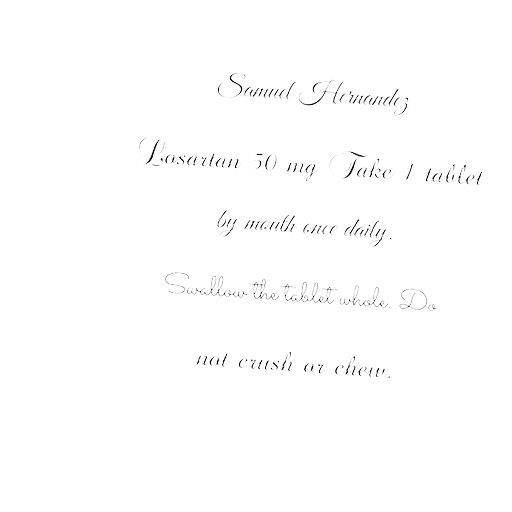 Samuel Hernandez
Losartan 50 mg Take 1 tablet
by mouth once daily.
Swallow the tablet whole. Do
not crush or chew.